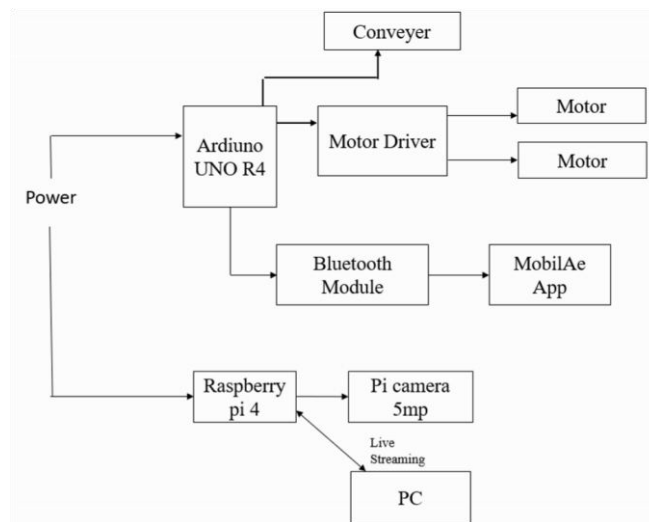 Conveyer
Ardiuno
UNO R4
Motor Driver
Motor
Motor
Power
Bluetooth
Module
MobilAe
App
Raspberry
pi 4
Pi camera
5mp
Live
Streaming
PC